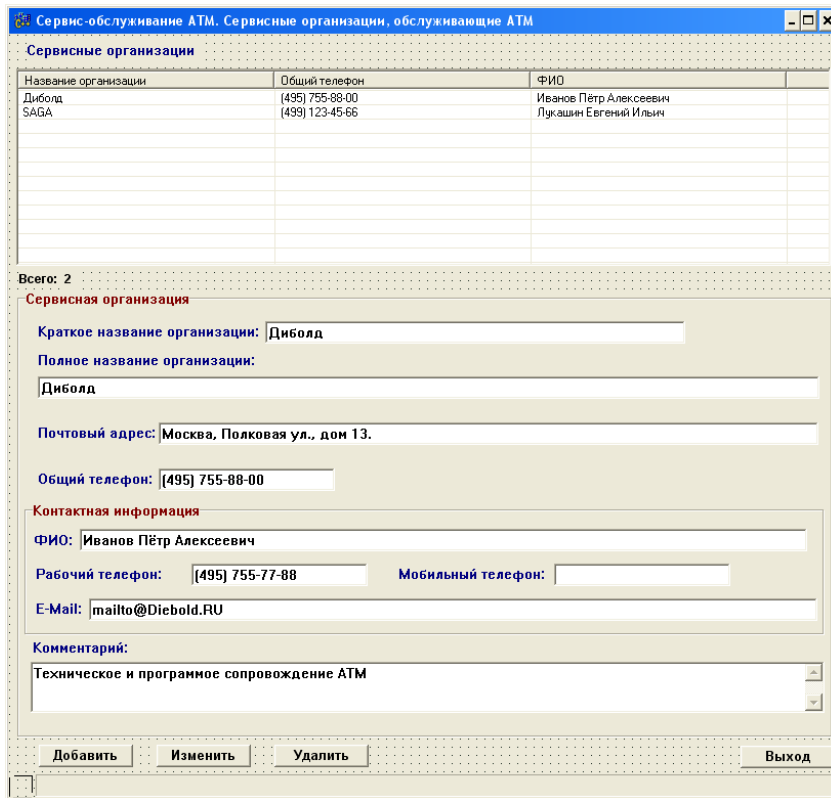 Сервис-обслуживание АТМ. Сервисные организации, обслуживающие АТМ
Сервисные организации
Название организации Общий телефон ФИО
Диболд (495) 755-88-00 Иванов Пётр Алексеевич
SAGA (499) 123-45-66 Лукашин Евгений Ильич
Всего: 2
Сервисная организация
Краткое название организации: Диболд
Полное название организации:
Диболд
Почтовый адрес: Москва, Полковая ул., дом 13.
Общий телефон: (495) 755-88-00
Контактная информация
ФИО: Иванов Пётр Алексеевич
Рабочий телефон: (495) 755-77-88 Мобильный телефон:
E-Mail: mailto@Diebold.RU
Комментарий:
Техническое и программое сопровождение АТМ
Добавить Изменить Удалить Выход